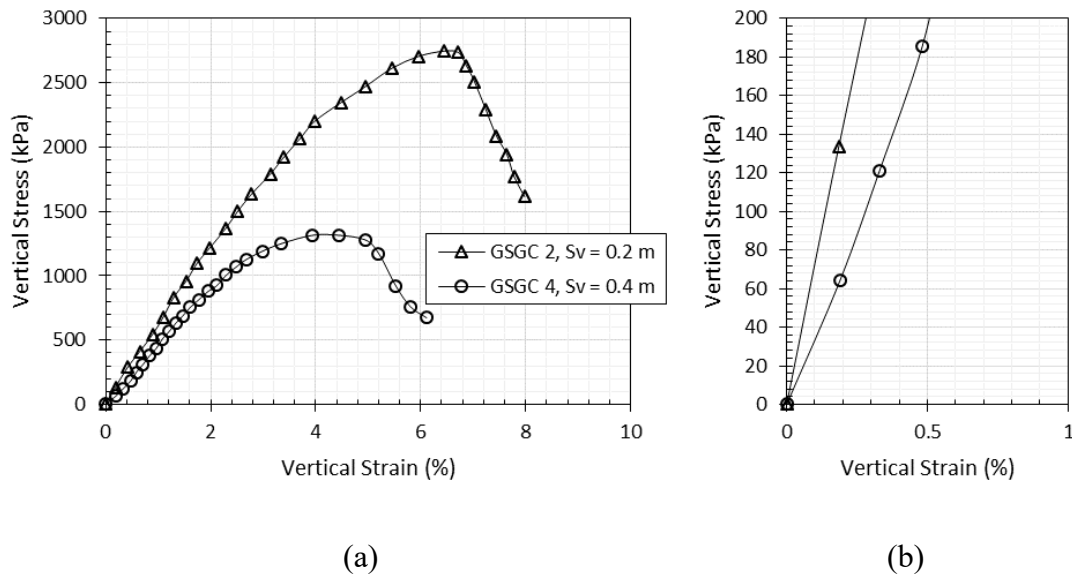 3000
2500
2000
1500
1000
500
0
Vertical Stress (kPa)
0 2 4 6 8 10
Vertical Strain (%)
GSGC 2, Sv = 0.2 m
GSGC 4, Sv = 0.4 m
(a)
200
180
160
140
120
100
80
60
40
20
0
Vertical Stress (kPa)
0 0.5 1
Vertical Strain (%)
(b)